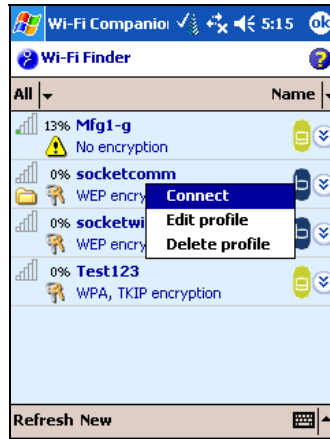 Wi-Fi Companio 5:15 ok
Wi-Fi Finder ?
All Name
13% Mfg1-g
No encryption g
0% socketcomm
WEP encry b
Connect
Edit profile
Delete profile
0% socketwi
WEP encry b
0% Test123
WPA, TKIP encryption g
Refresh New